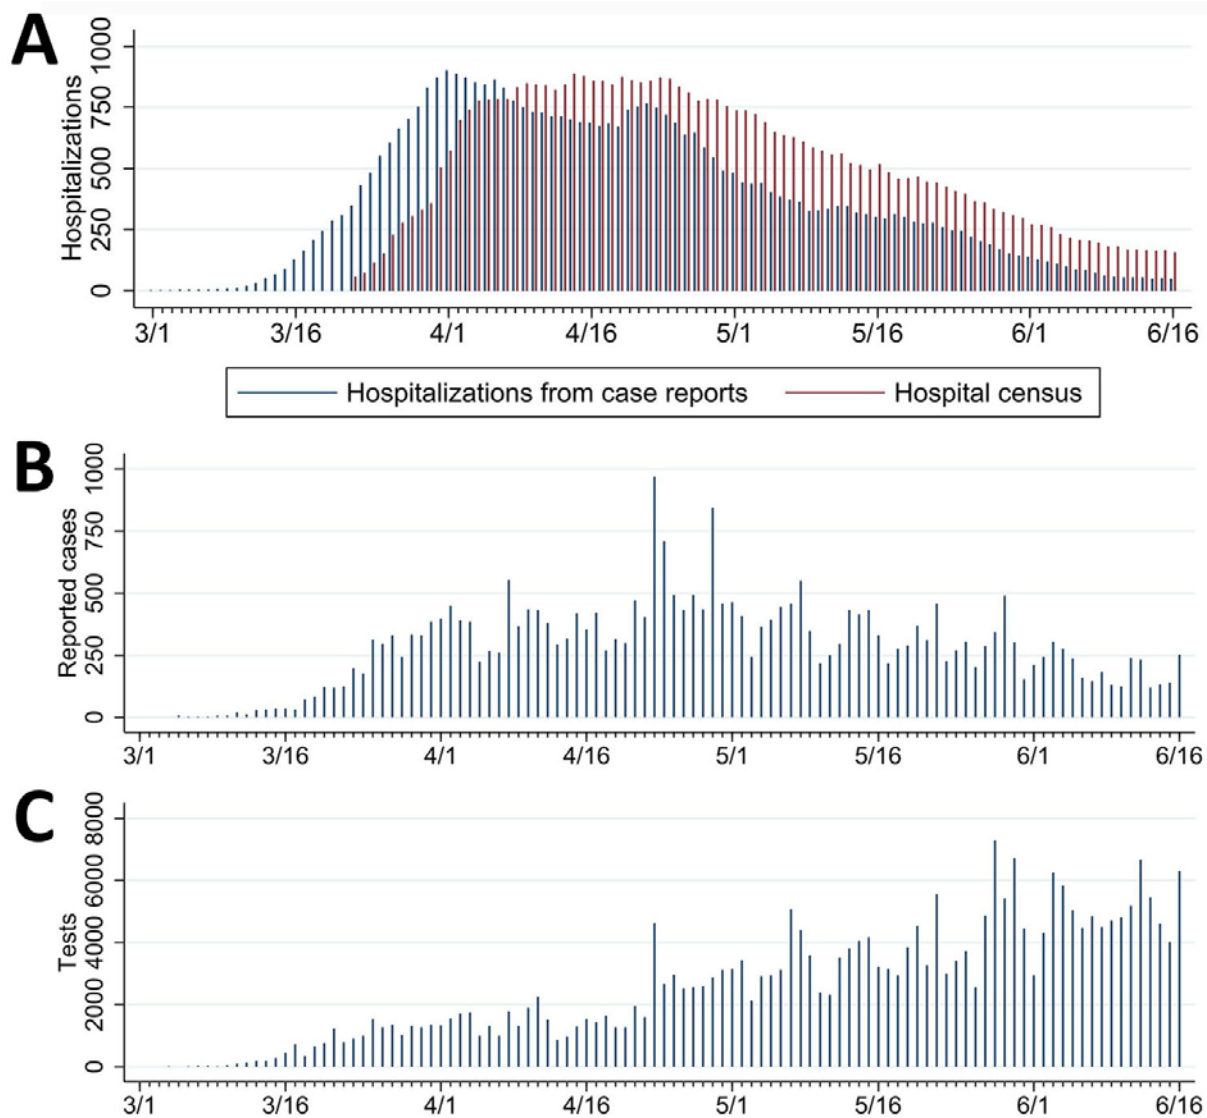 A
Hospitalizations
1000
750
500
250
0
3/1 3/16 4/1 4/16 5/1 5/16 6/1 6/16
Hospitalizations from case reports Hospital census
B
Reported cases
1000
750
500
250
0
3/1 3/16 4/1 4/16 5/1 5/16 6/1 6/16
C
Tests
8000
6000
4000
2000
0
3/1 3/16 4/1 4/16 5/1 5/16 6/1 6/16